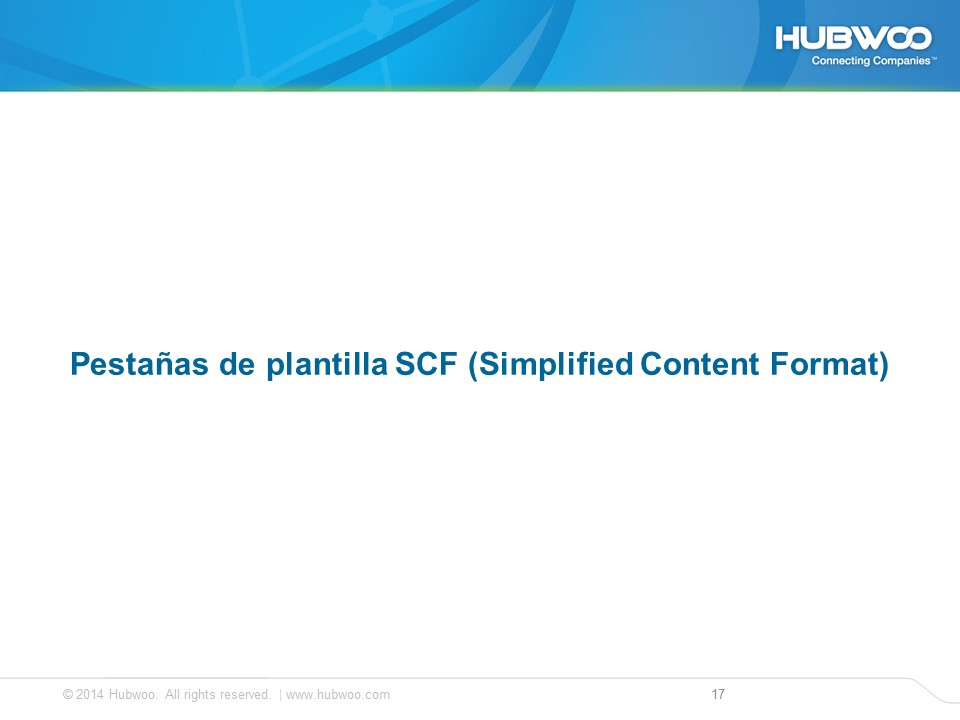 HUBWOO
Connecting Companies™
Pestañas de plantilla SCF (Simplified Content Format)
© 2014 Hubwoo. All rights reserved. | www.hubwoo.com
17